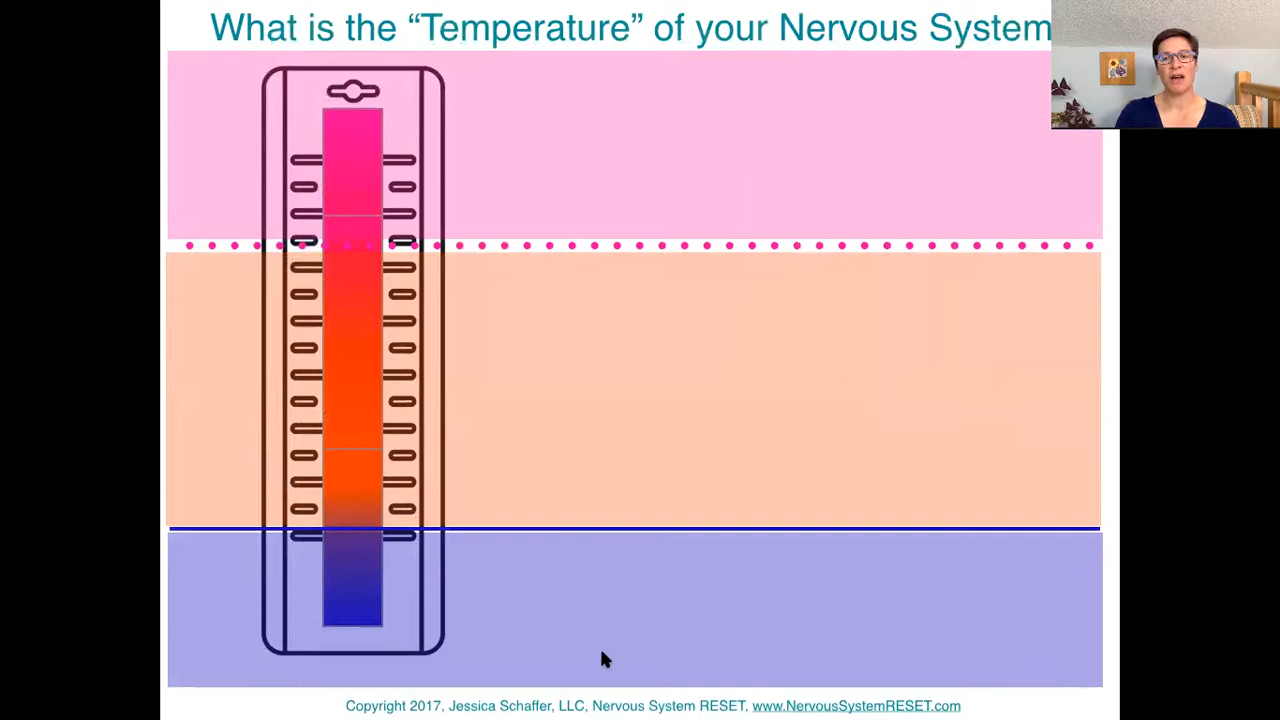 What is the “Temperature” of your Nervous System
Copyright 2017, Jessica Schaffer, LLC, Nervous System RESET, www.NervousSystemRESET.com